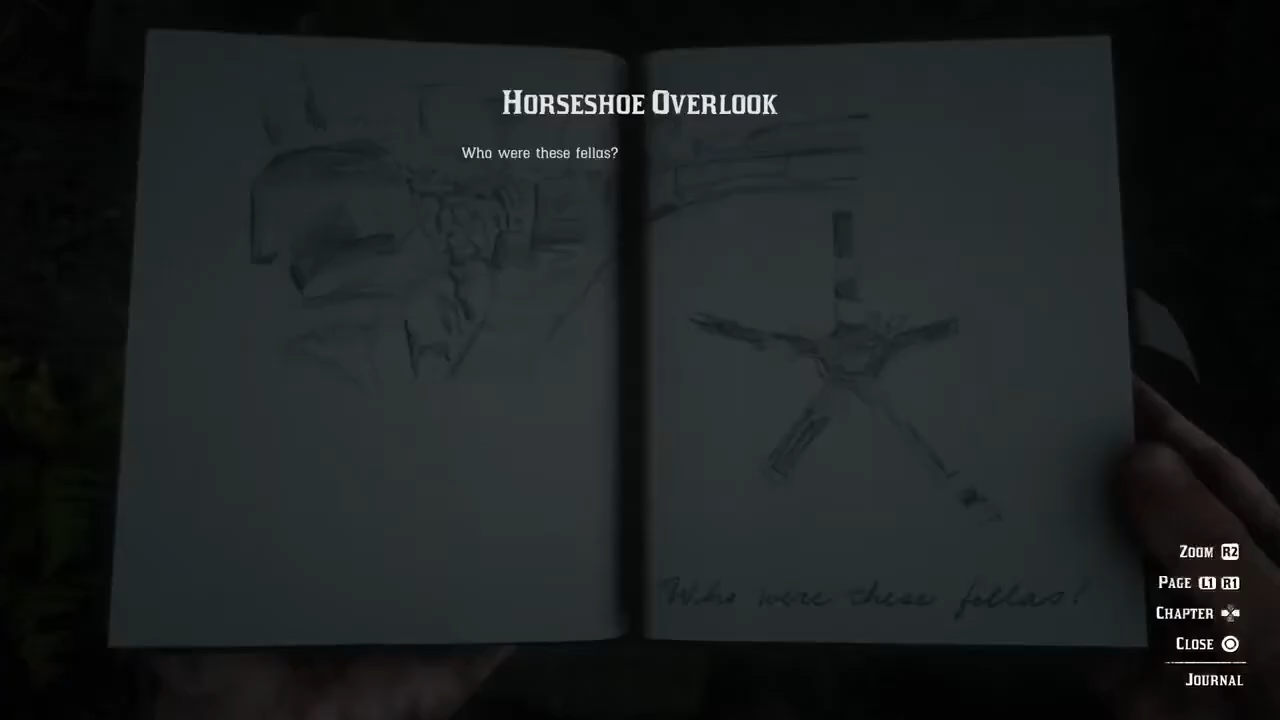 Horseshoe Overlook
Who were these fellas?
Who were these fellas?
Zoom R2
Page L1 R1
Chapter
Close
Journal